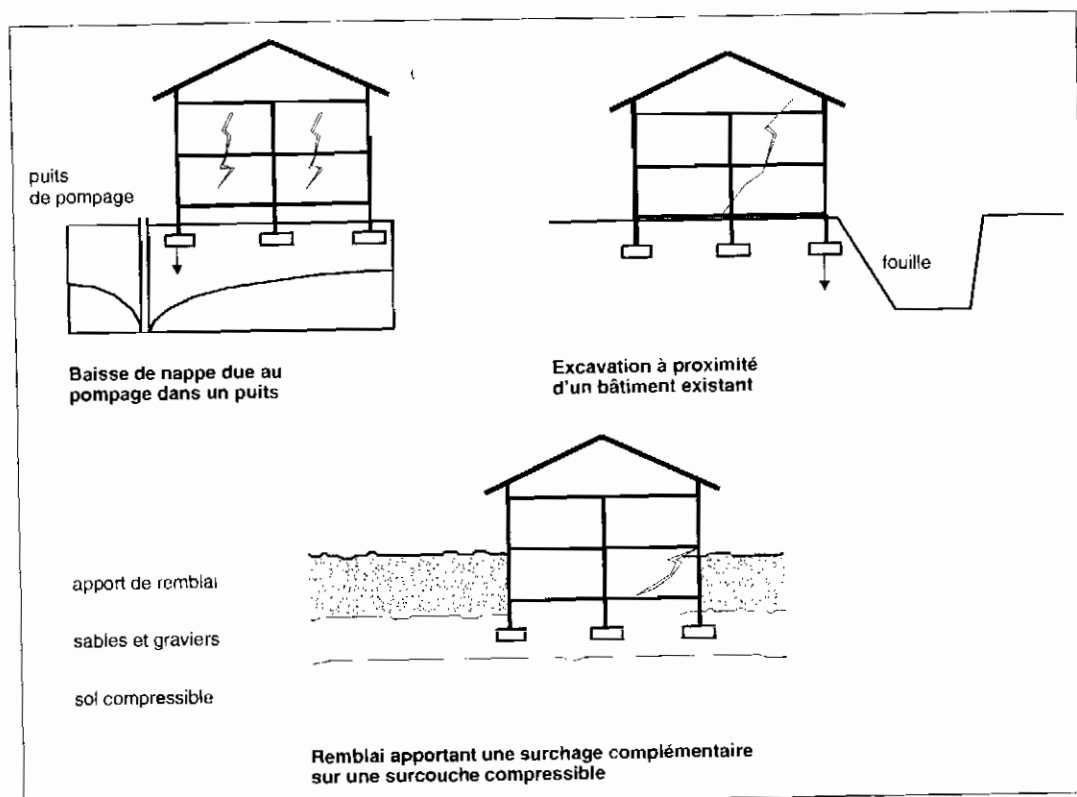 puits
de pompage
fouille
Baisse de nappe due au
pompage dans un puits
Excavation à proximité
d'un bâtiment existant
apport de remblai
sables et graviers
sol compressible
Remblai apportant une surchage complémentaire
sur une surcouche compressible